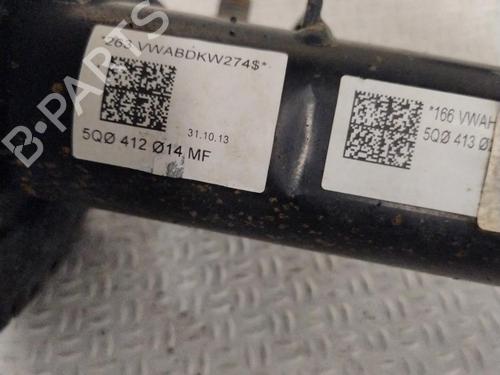 *263 VWABDKW274$*
31.10.13
5QØ 412 Ø14 MF
*166 VWAH
5QØ 413 Ø
B-PARTS